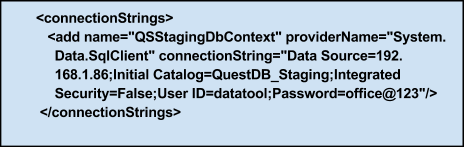 <connectionStrings>
<add name="QSStagingDbContext" providerName="System.
Data.SqlClient" connectionString="Data Source=192.
168.1.86;Initial Catalog=QuestDB_Staging;Integrated
Security=False;User ID=datatool;Password=office@123"/>
</connectionStrings>